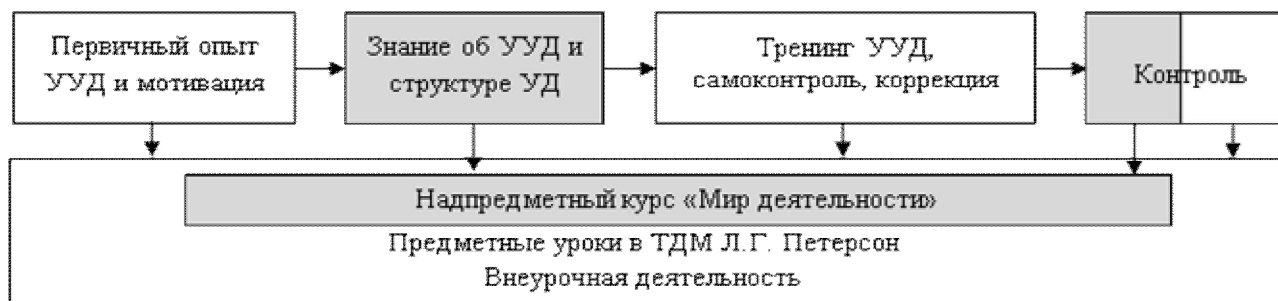 Первичный опыт
УУД и мотивация
Знание об УУД и
структуре УД
Тренинг УУД,
самоконтроль, коррекция
Контроль
Надпредметный курс «Мир деятельности»
Предметные уроки в ТДМ Л.Г. Петерсон
Внеурочная деятельность